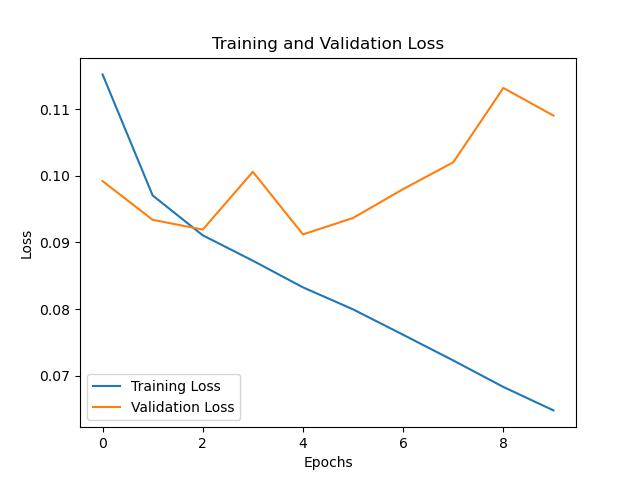 Training and Validation Loss
0.11
0.10
0.09
0.08
0.07
Loss
Training Loss
Validation Loss
0 2 4 6 8
Epochs